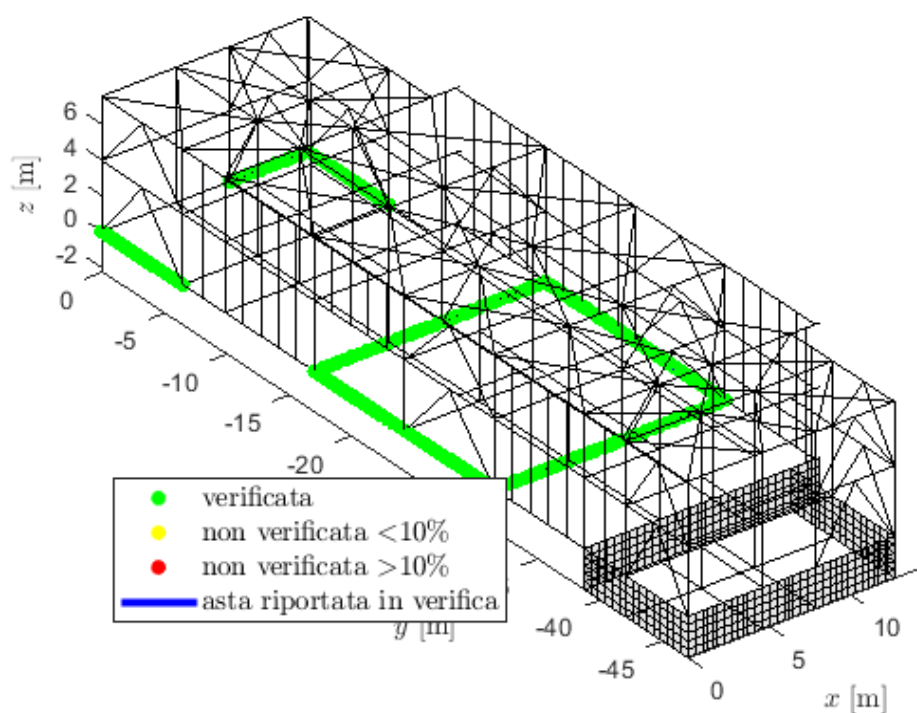 6
4
2
0
-2
z [m]
0
-5
-10
-15
-20
verificata
non verificata <10%
non verificata >10%
asta riportata in verifica
y [m]
-40
-45
0
5
10
x [m]